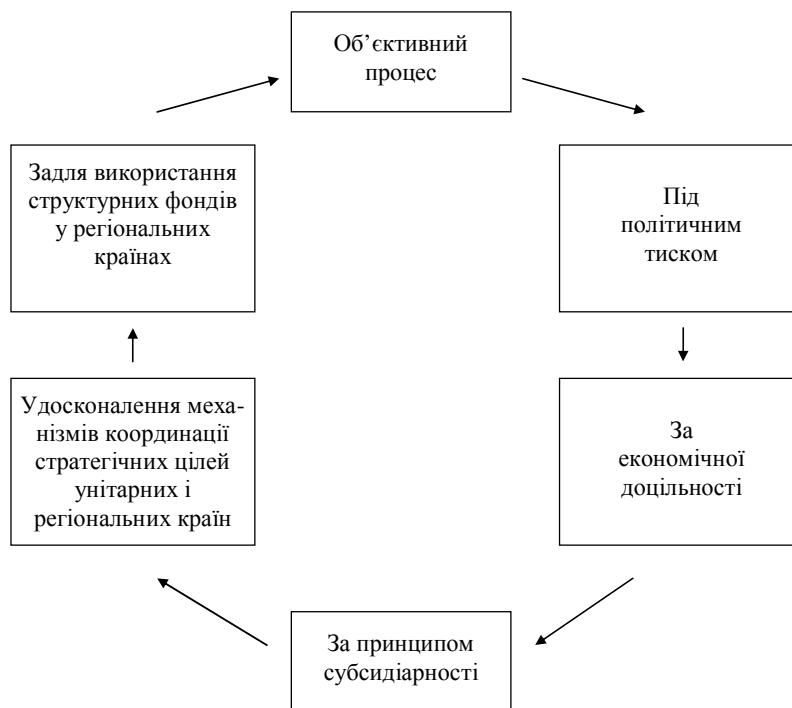 Об’єктивний
процес
Під
політичним
тиском
За
економічної
доцільності
За принципом
субсидіарності
Удосконалення меха-
нізмів координації
стратегічних цілей
унітарних і
регіональних країн
Задля використання
структурних фондів
у регіональних
країнах